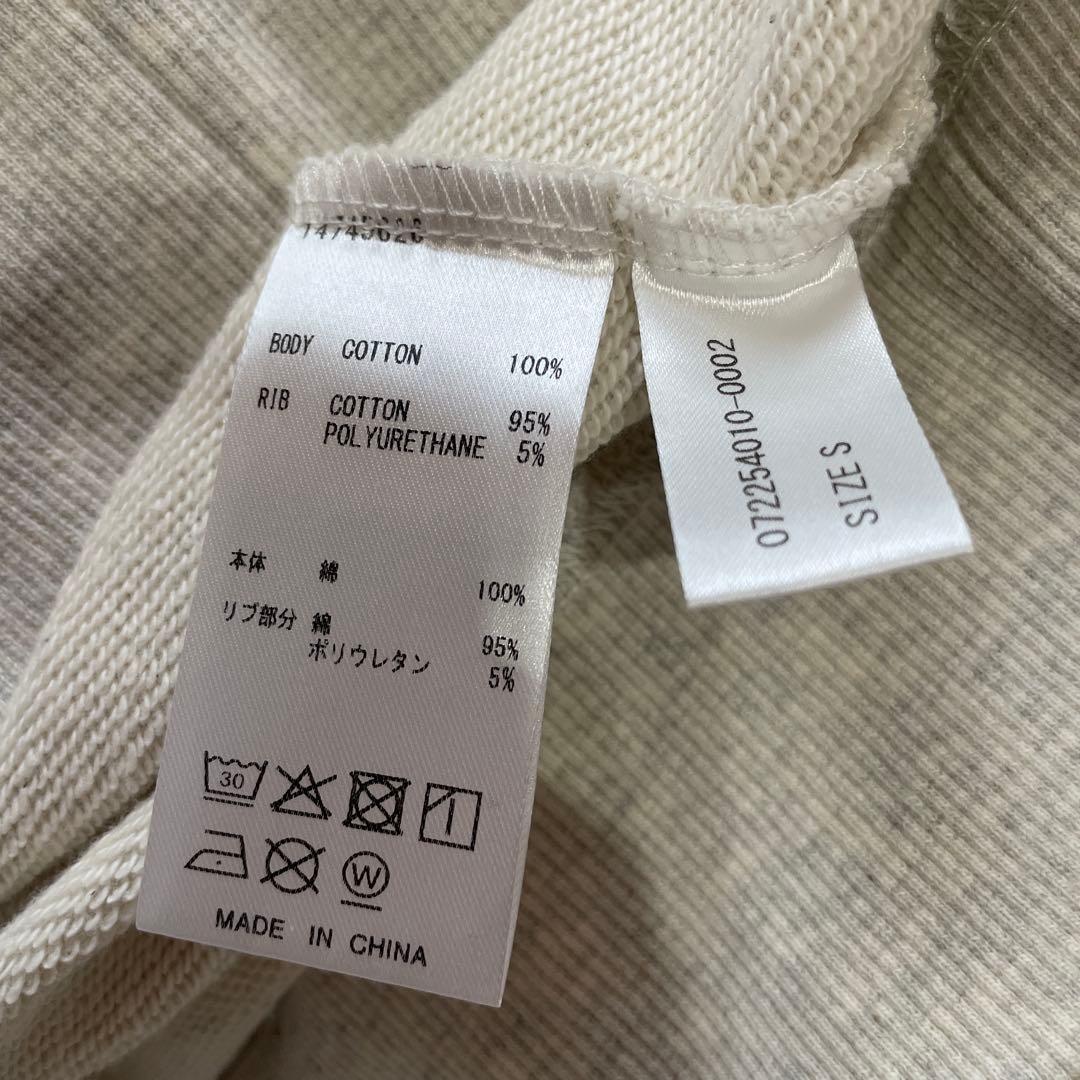 BODY COTTON 100%
RIB COTTON 95%
POLYURETHANE 5%
本体 綿 100%
リブ部分 綿 95%
ポリウレタン 5%
30
W
MADE IN CHINA
072254010-0002
SIZE S